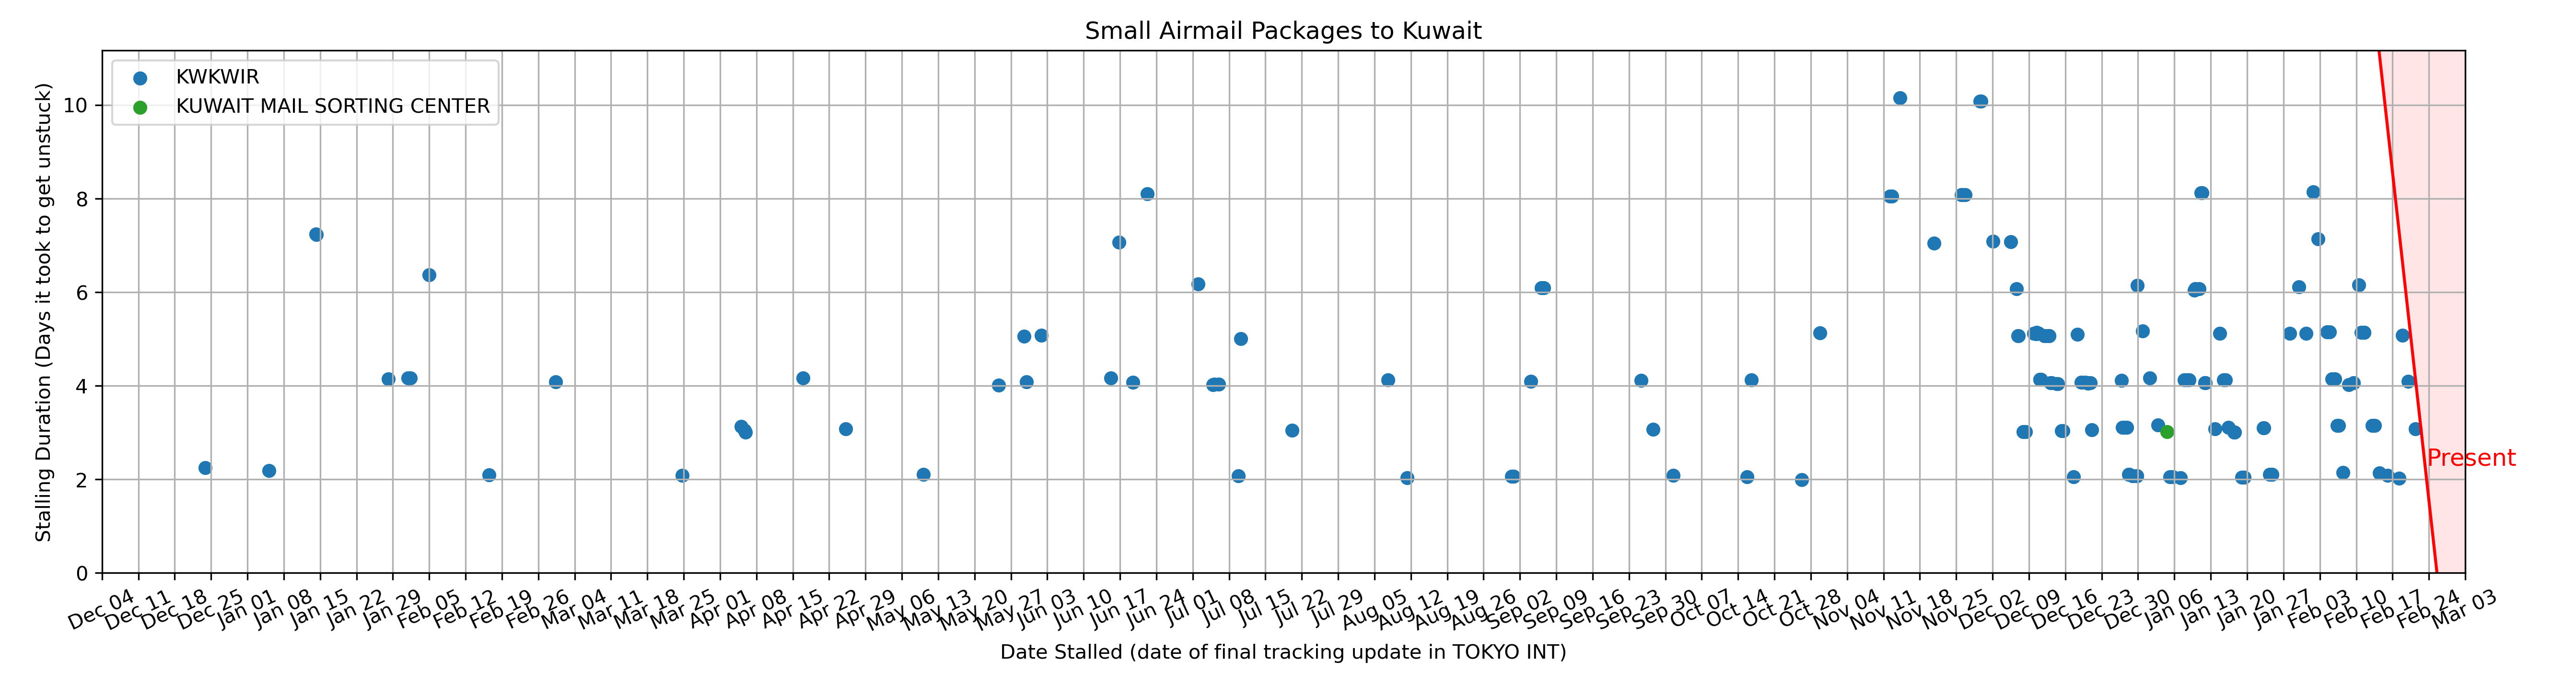 Small Airmail Packages to Kuwait
KWKWIR
KUWAIT MAIL SORTING CENTER
Stalling Duration (Days it took to get unstuck)
10
8
6
4
2
0
Present
Dec 04 Dec 11 Dec 18 Dec 25 Jan 01 Jan 08 Jan 15 Jan 22 Jan 29 Feb 05 Feb 12 Feb 19 Feb 26 Mar 04 Mar 11 Mar 18 Mar 25 Apr 01 Apr 08 Apr 15 Apr 22 Apr 29 May 06 May 13 May 20 May 27 Jun 03 Jun 10 Jun 17 Jun 24 Jul 01 Jul 08 Jul 15 Jul 22 Jul 29 Aug 05 Aug 12 Aug 19 Aug 26 Sep 02 Sep 09 Sep 16 Sep 23 Sep 30 Oct 07 Oct 14 Oct 21 Oct 28 Nov 04 Nov 11 Nov 18 Nov 25 Dec 02 Dec 09 Dec 16 Dec 23 Dec 30 Jan 06 Jan 13 Jan 20 Jan 27 Feb 03 Feb 10 Feb 17 Feb 24 Mar 03
Date Stalled (date of final tracking update in TOKYO INT)